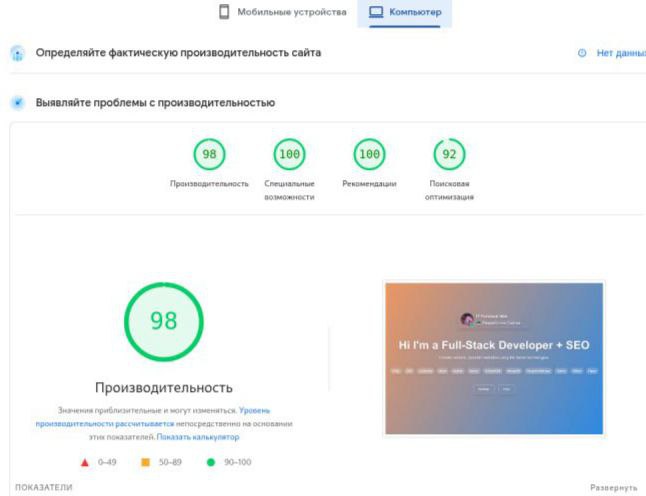 Мобильные устройства
Компьютер
Определяйте фактическую производительность сайта
Нет данных
Выявляйте проблемы с производительностью
98
100
100
92
Производительность
Специальные
возможности
Рекомендации
Поисковая
оптимизация
98
Производительность
Значения приблизительные и могут изменяться. Уровень
производительности рассчитывается непосредственно на основании
этих показателей. Показать калькулятор
0–49
50–89
90–100
Hi I'm a Full-Stack Developer + SEO
ПОКАЗАТЕЛИ
Развернуть